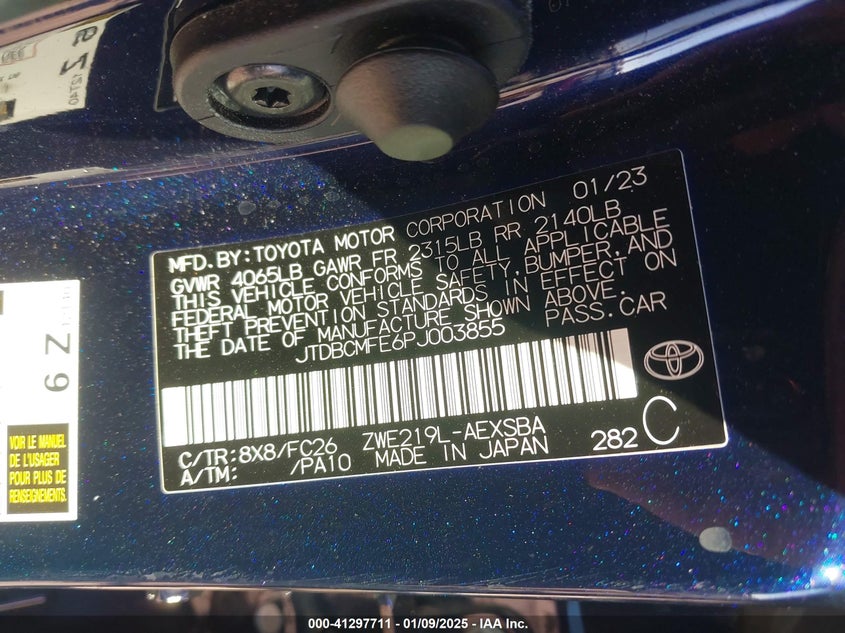 MFD. BY: TOYOTA MOTOR CORPORATION 01/23
GVWR 4065LB GAWR FR 2315LB RR 2140LB
THIS VEHICLE CONFORMS TO ALL APPLICABLE
FEDERAL MOTOR VEHICLE SAFETY, BUMPER, AND
THEFT PREVENTION STANDARDS IN EFFECT ON
THE DATE OF MANUFACTURE SHOWN ABOVE.
JTDBCMFE6PJ003855 PASS. CAR
C/TR: 8X8/FC26 ZWE219L-AEXSBA
A/TM: /PA10 MADE IN JAPAN 282 C
6 Z
VOIR LE MANUEL
DE L'USAGER
POUR PLUS DE
RENSEIGNEMENTS.
000-41297711 - 01/09/2025 - IAA Inc.